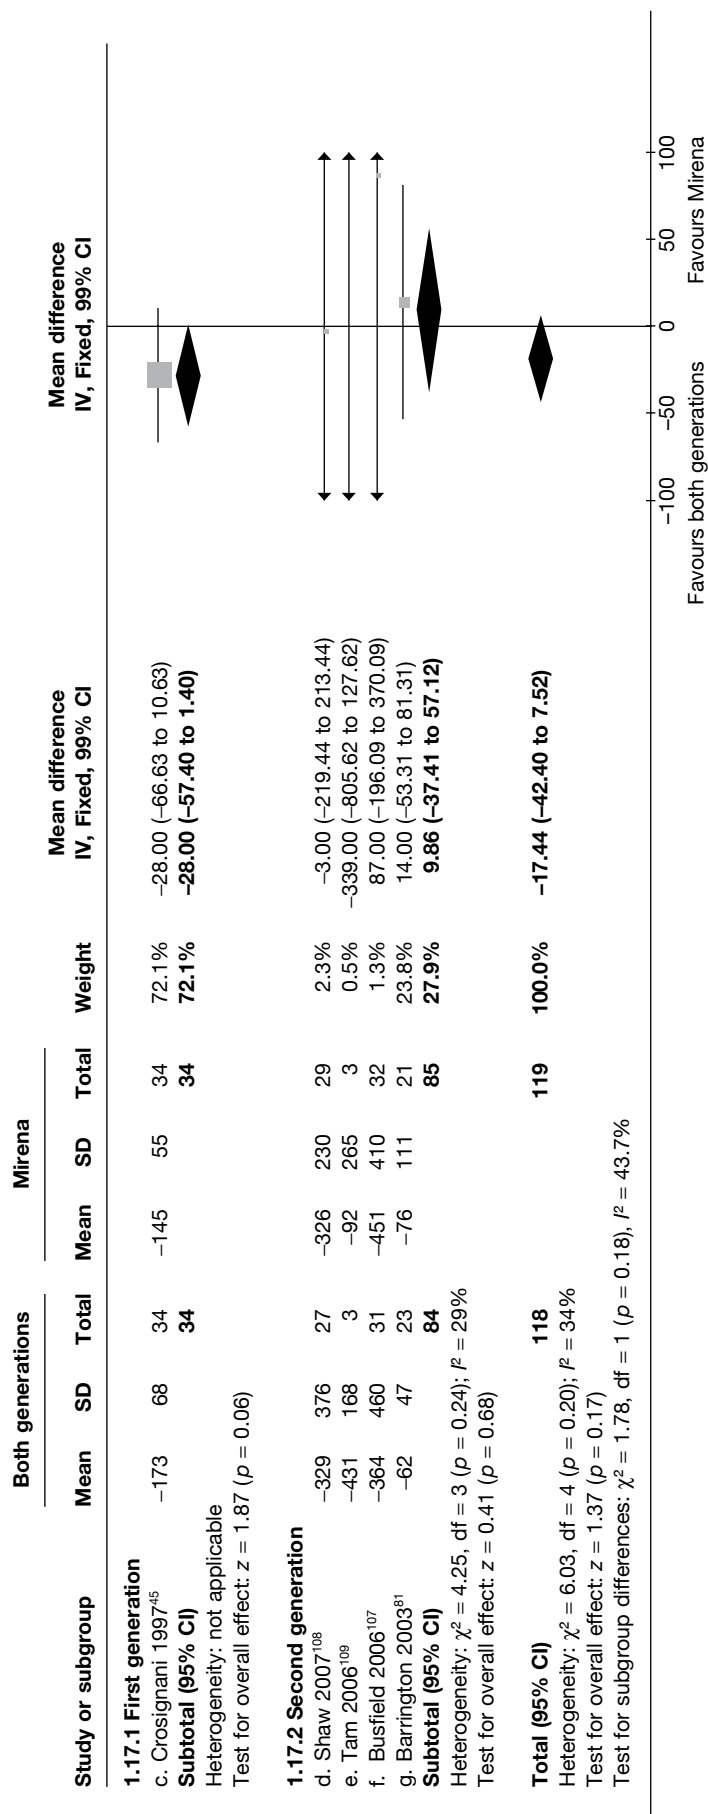 Both generations Mirena Mean difference Mean difference
Study or subgroup Mean SD Total Mean SD Total Weight IV, Fixed, 99% CI IV, Fixed, 99% CI
1.17.1 First generation
c. Crosignani 1997⁴⁵ –173 68 34 –145 55 34 72.1% –28.00 (–66.63 to 10.63)
Subtotal (95% CI) 34 34 72.1% –28.00 (–57.40 to 1.40)
Heterogeneity: not applicable
Test for overall effect: z = 1.87 (p = 0.06)
1.17.2 Second generation
d. Shaw 2007¹⁰⁸ –329 376 27 –326 230 29 2.3% –3.00 (–219.44 to 213.44)
e. Tam 2006¹⁰⁹ –431 168 3 –92 265 3 0.5% –339.00 (–805.62 to 127.62)
f. Busfield 2006¹⁰⁷ –364 460 31 –451 410 32 1.3% 87.00 (–196.09 to 370.09)
g. Barrington 2003⁸¹ –62 47 23 –76 111 21 23.8% 14.00 (–53.31 to 81.31)
Subtotal (95% CI) 84 85 27.9% 9.86 (–37.41 to 57.12)
Heterogeneity: χ² = 4.25, df = 3 (p = 0.24); I² = 29%
Test for overall effect: z = 0.41 (p = 0.68)
Total (95% CI) 118 119 100.0% –17.44 (–42.40 to 7.52)
Heterogeneity: χ² = 6.03, df = 4 (p = 0.20); I² = 34%
Test for overall effect: z = 1.37 (p = 0.17)
Test for subgroup differences: χ² = 1.78, df = 1 (p = 0.18), I² = 43.7%
–100 –50 0 50 100
Favours both generations Favours Mirena